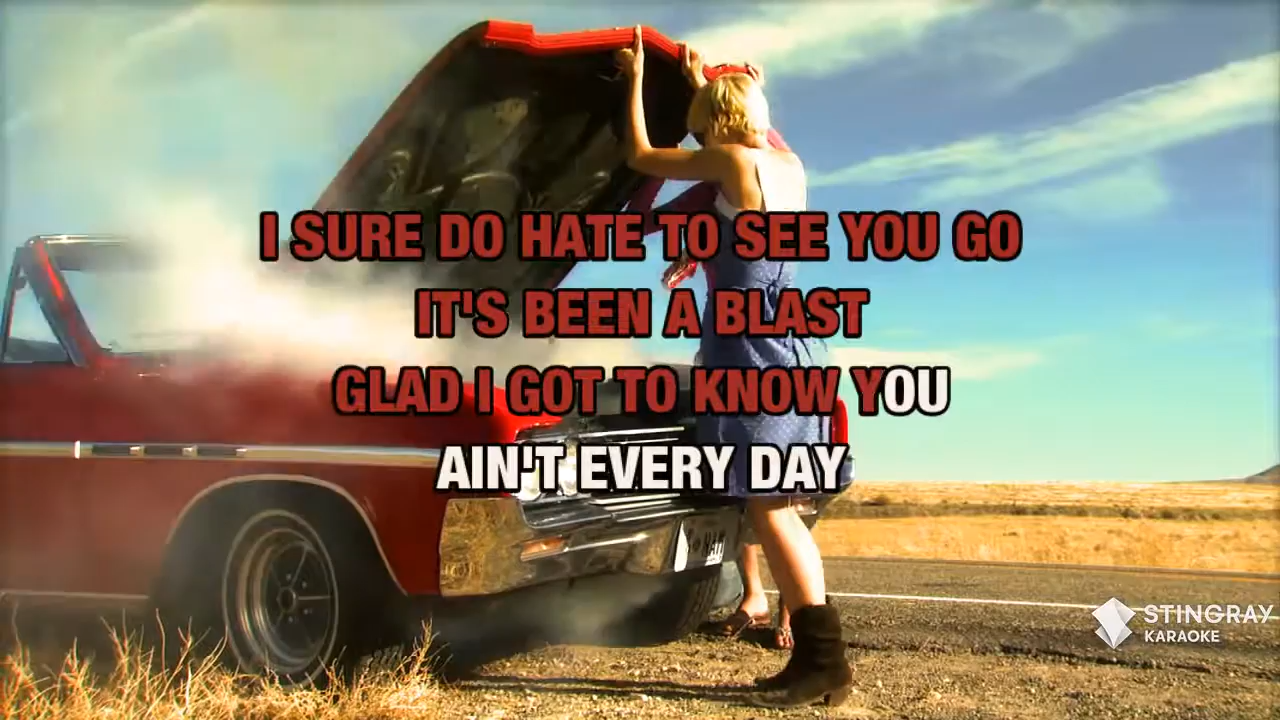 I SURE DO HATE TO SEE YOU GO
IT'S BEEN A BLAST
GLAD I GOT TO KNOW YOU
AIN'T EVERY DAY
STINGRAY
KARAOKE